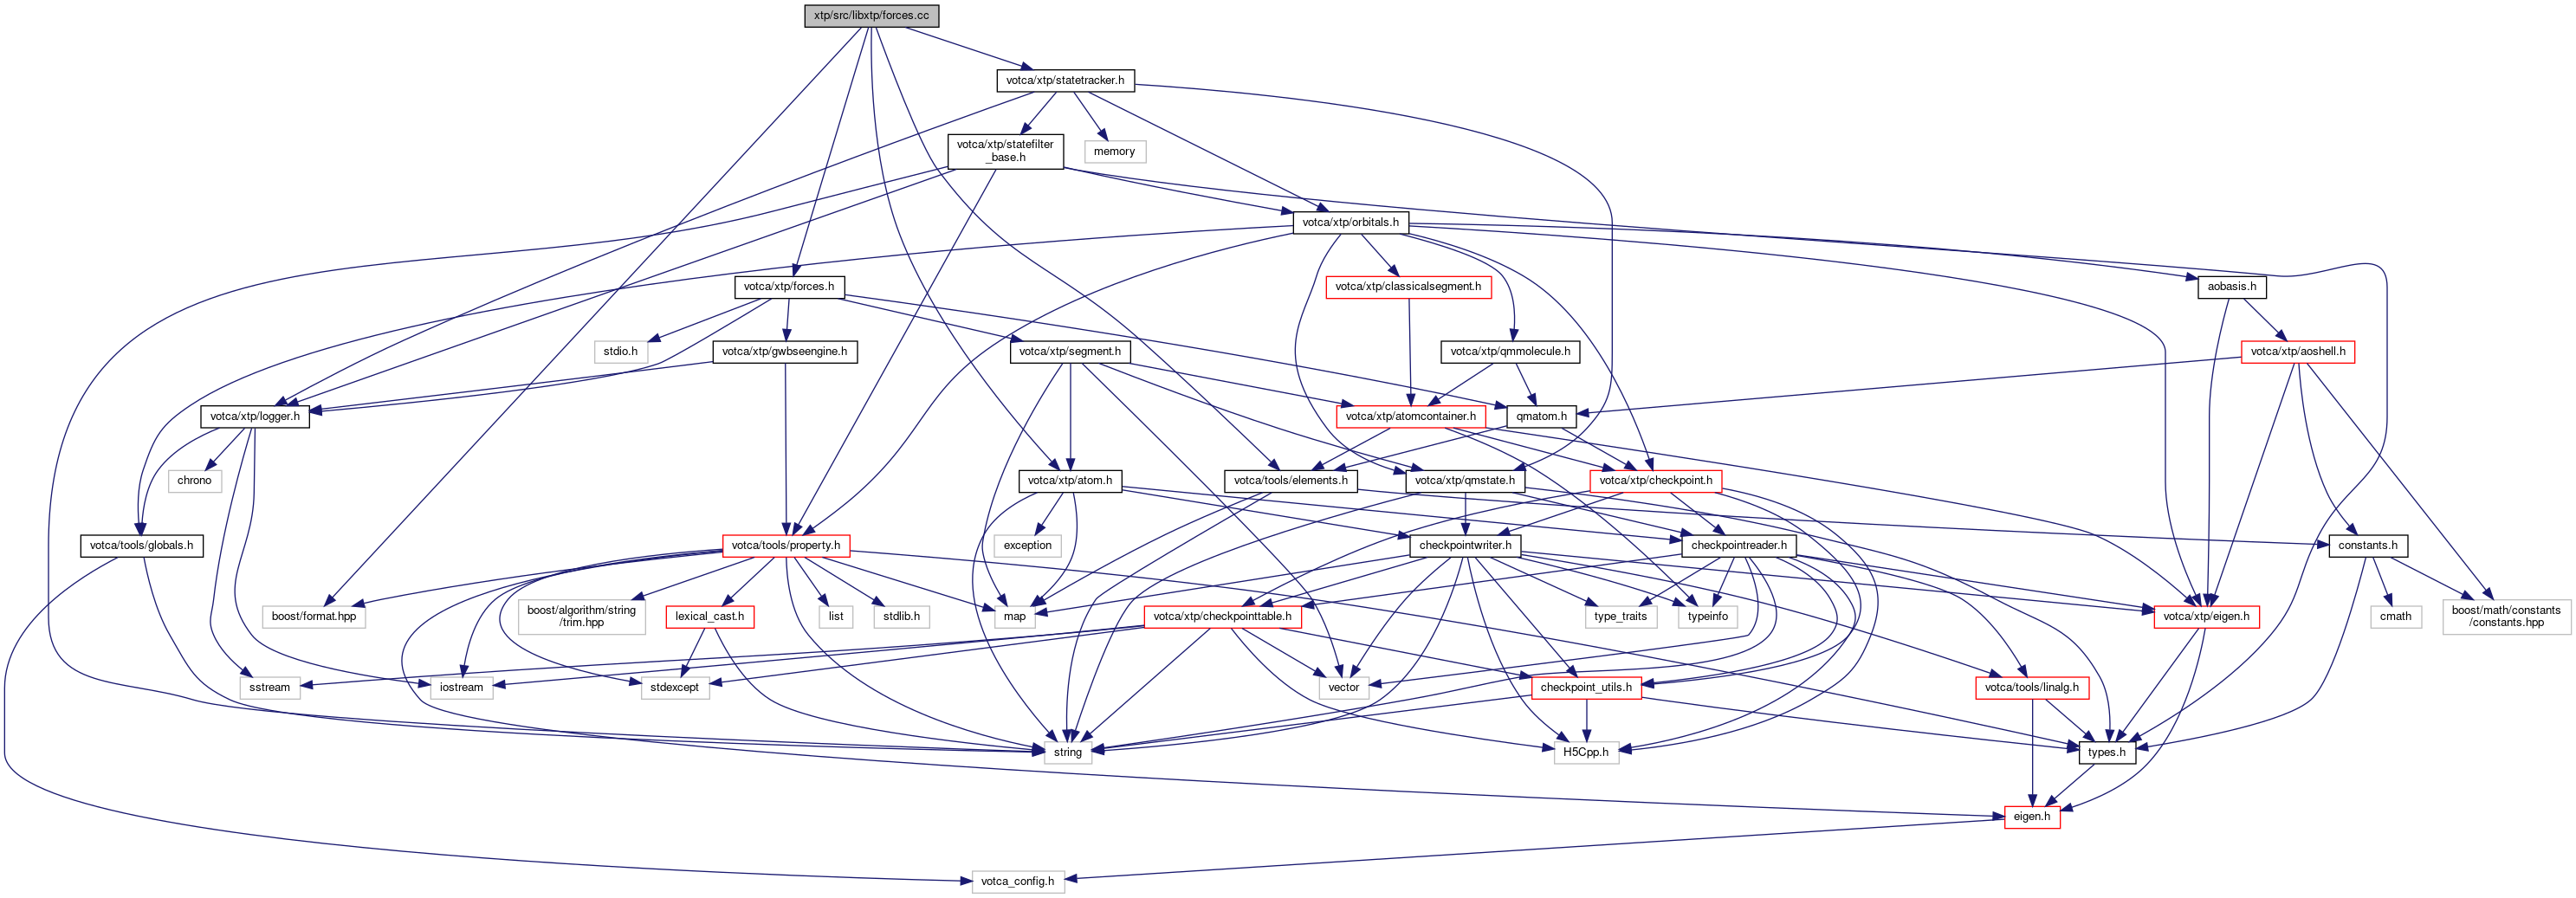 xtp/src/libxtp/forces.cc
votca/xtp/statetracker.h
votca/xtp/statefilter
_base.h
memory
votca/xtp/orbitals.h
votca/xtp/forces.h
votca/xtp/classicalsegment.h
aobasis.h
stdio.h
votca/xtp/gwbseengine.h
votca/xtp/segment.h
votca/xtp/qmmolecule.h
votca/xtp/aoshell.h
votca/xtp/logger.h
votca/xtp/atomcontainer.h
qmatom.h
chrono
votca/xtp/atom.h
votca/tools/elements.h
votca/xtp/qmstate.h
votca/xtp/checkpoint.h
votca/tools/globals.h
votca/tools/property.h
exception
checkpointwriter.h
checkpointreader.h
constants.h
boost/format.hpp
boost/algorithm/string
/trim.hpp
lexical_cast.h
list
stdlib.h
map
votca/xtp/checkpointtable.h
type_traits
typeinfo
votca/xtp/eigen.h
cmath
boost/math/constants
/constants.hpp
sstream
iostream
stdexcept
vector
checkpoint_utils.h
votca/tools/linalg.h
string
H5Cpp.h
types.h
eigen.h
votca_config.h